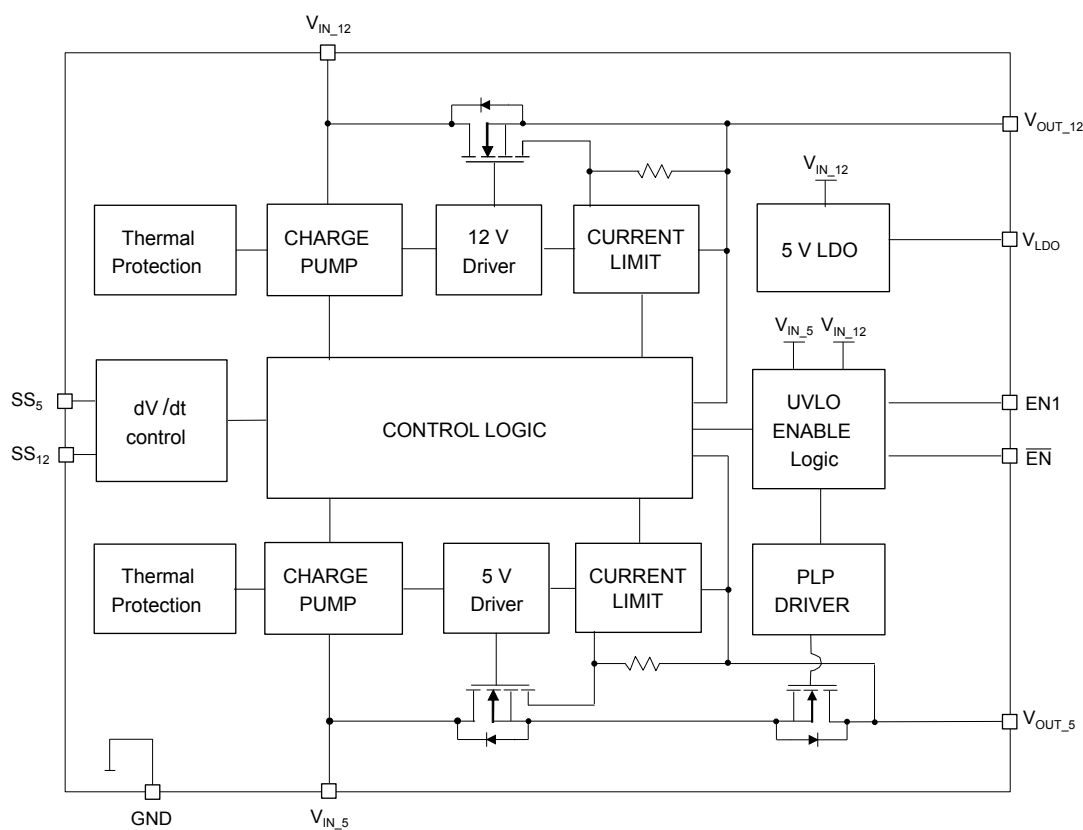 V_IN_12
V_OUT_12
V_IN_12
Thermal
Protection
CHARGE
PUMP
12 V
Driver
CURRENT
LIMIT
5 V LDO
V_LDO
V_IN_5
V_IN_12
SS_5
SS_12
dV/dt
control
CONTROL LOGIC
UVLO
ENABLE
Logic
EN1
E̅N̅
Thermal
Protection
CHARGE
PUMP
5 V
Driver
CURRENT
LIMIT
PLP
DRIVER
V_OUT_5
GND
V_IN_5